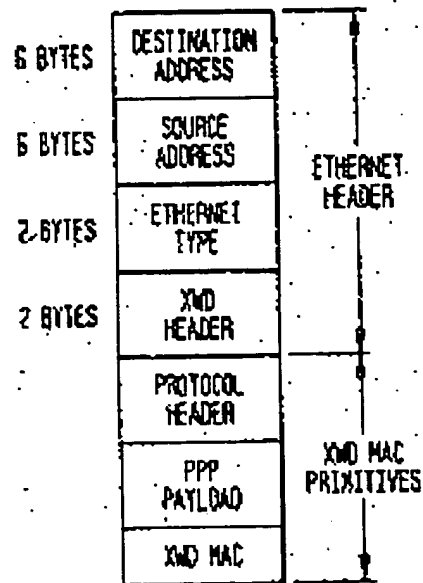 6 BYTES
DESTINATION
ADDRESS
6 BYTES
SOURCE
ADDRESS
ETHERNET
HEADER
2 BYTES
ETHERNET
TYPE
2 BYTES
XWD
HEADER
PROTOCOL
HEADER
PPP
PAYLOAD
XWD MAC
PRIMITIVES
XWD MAC